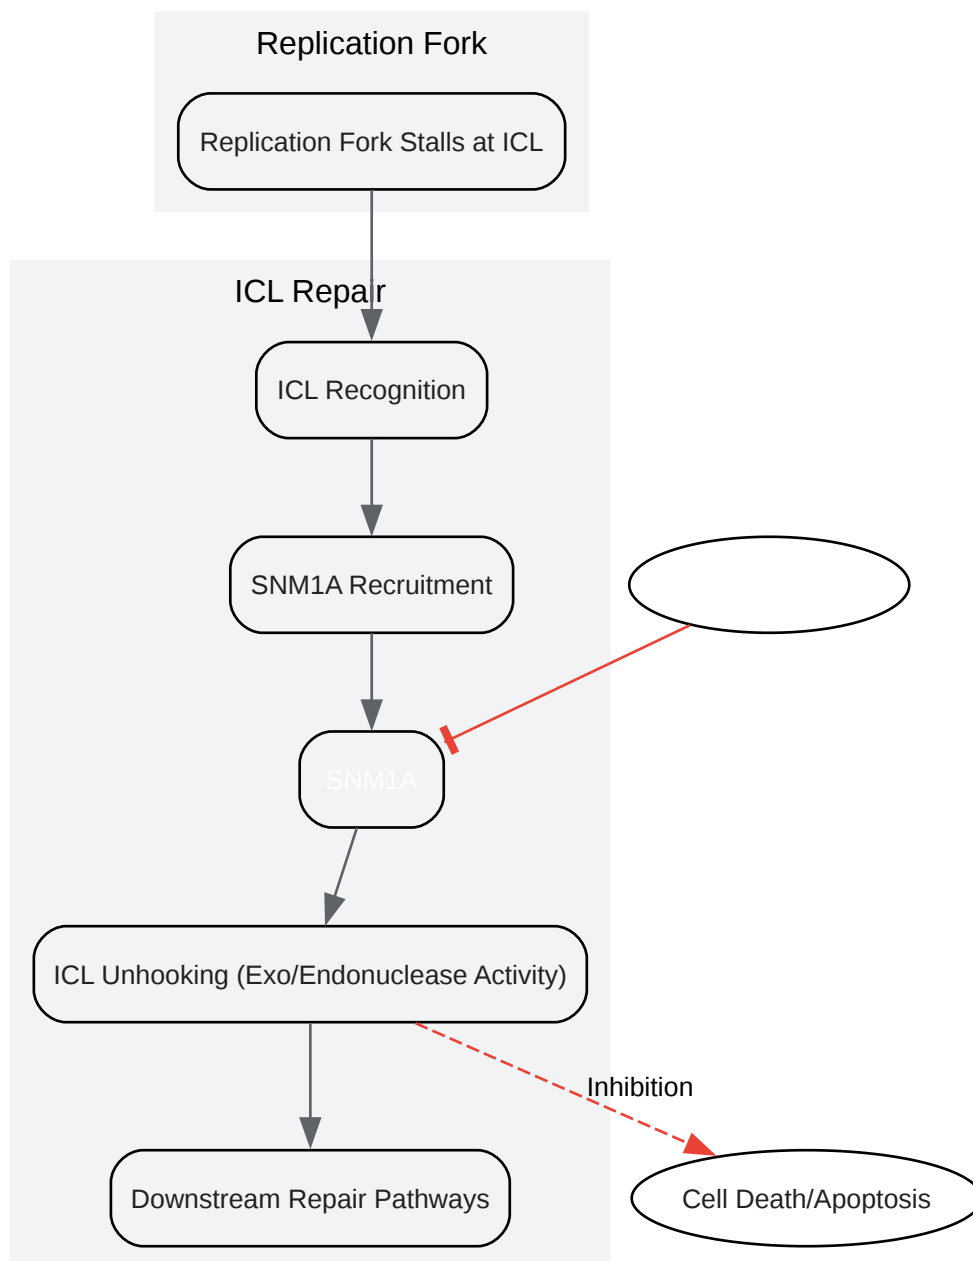 Replication Fork
Replication Fork Stalls at ICL
ICL Repair
ICL Recognition
SNM1A Recruitment
SNM1A
ICL Unhooking (Exo/Endonuclease Activity)
Inhibition
Downstream Repair Pathways
Cell Death/Apoptosis